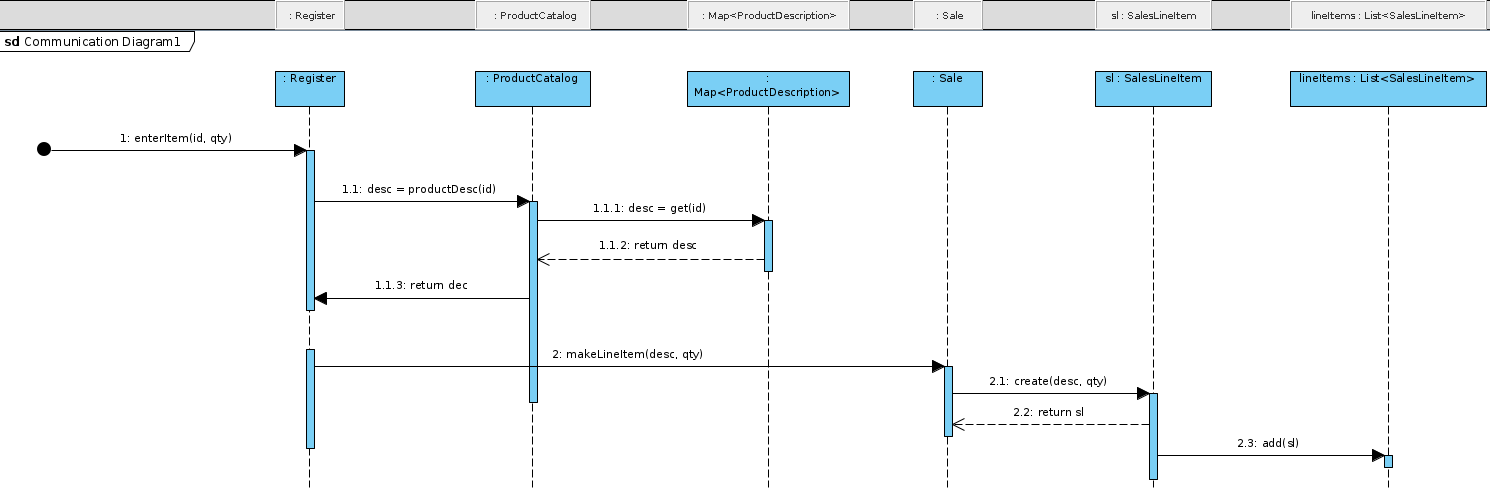 : Register
: ProductCatalog
: Map<ProductDescription>
: Sale
sl : SalesLineItem
lineItems : List<SalesLineItem>
sd Communication Diagram1
: Register
: ProductCatalog
:
Map<ProductDescription>
: Sale
sl : SalesLineItem
lineItems : List<SalesLineItem>
1: enterItem(id, qty)
1.1: desc = productDesc(id)
1.1.1: desc = get(id)
1.1.2: return desc
1.1.3: return dec
2: makeLineItem(desc, qty)
2.1: create(desc, qty)
2.2: return sl
2.3: add(sl)